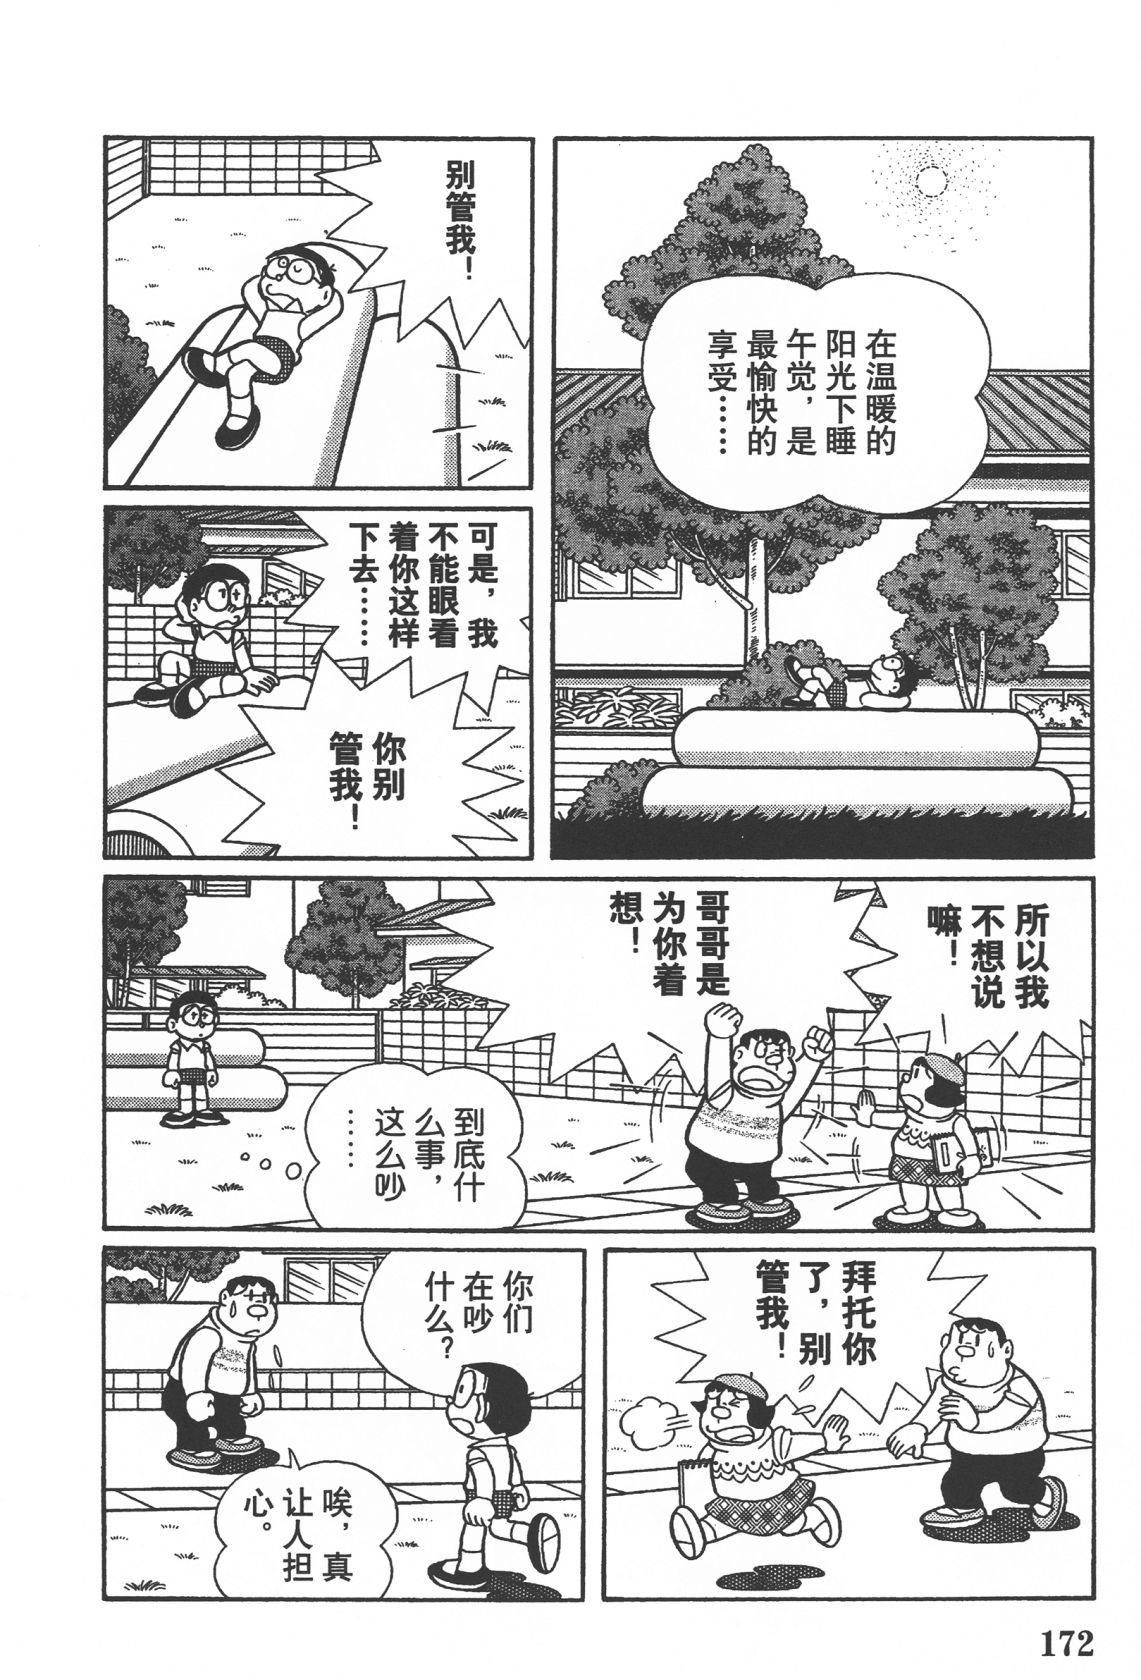 在温暖的
阳光下睡
午觉，是
最愉快的
享受……
别管我！
可是，我
不能眼看
着你这样
下去……
你别
管我！
所以我
不想说
嘛！
哥哥是
为你着
想！
到底什
么事，
这么吵
……
拜托你
了，别
管我！
你们
在吵
什么？
唉，真
让人担
心。
172